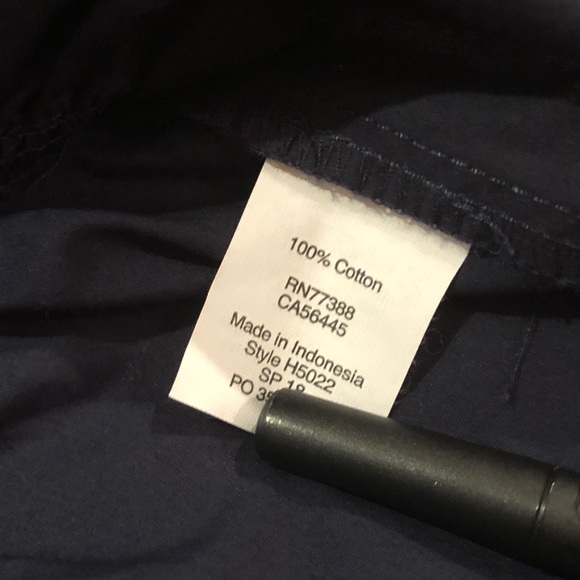 100% Cotton
RN77388
CA56445
Made in Indonesia
Style H5022
SP 18
PO